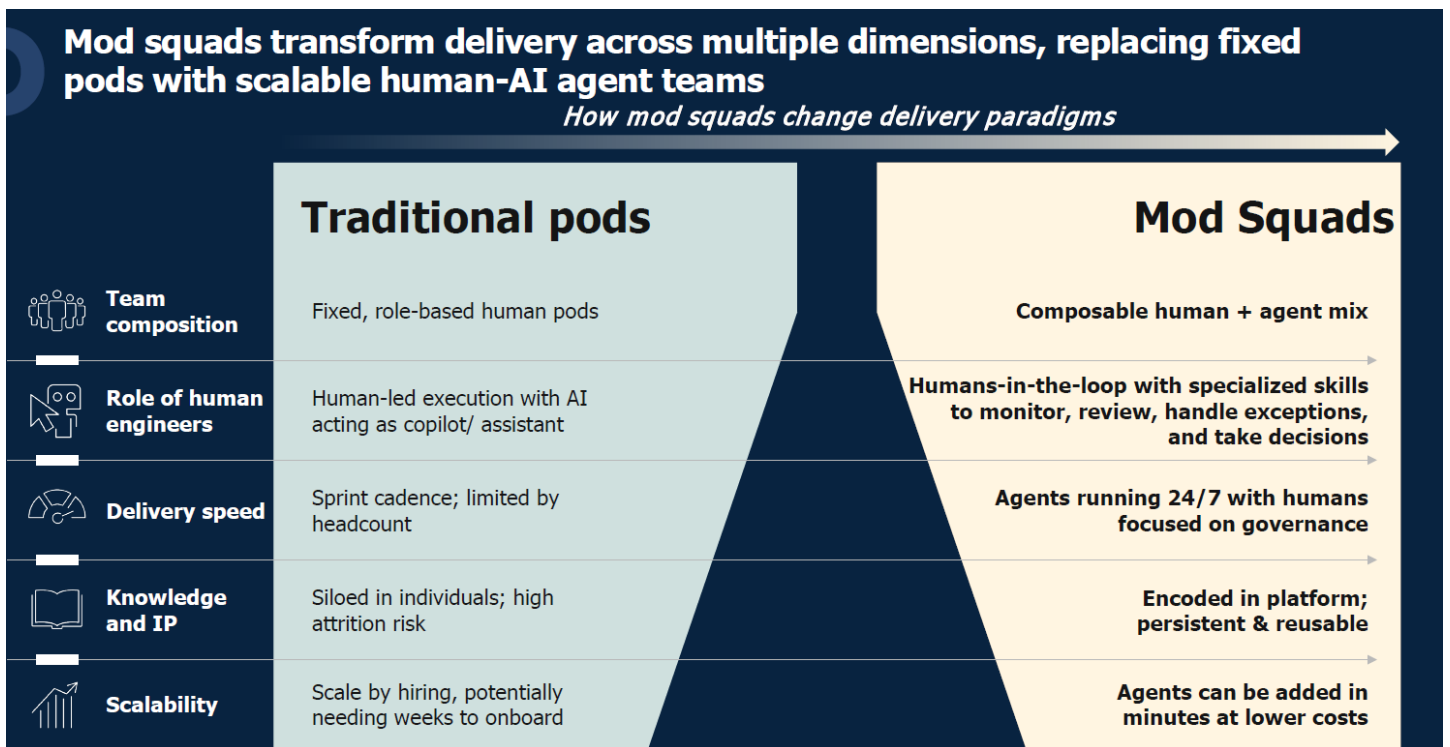 Mod squads transform delivery across multiple dimensions, replacing fixed
pods with scalable human-AI agent teams
How mod squads change delivery paradigms
Traditional pods
Mod Squads
Team
composition
Fixed, role-based human pods
Composable human + agent mix
Role of human
engineers
Human-led execution with AI
acting as copilot/ assistant
Humans-in-the-loop with specialized skills
to monitor, review, handle exceptions,
and take decisions
Delivery speed
Sprint cadence; limited by
headcount
Agents running 24/7 with humans
focused on governance
Knowledge
and IP
Siloed in individuals; high
attrition risk
Encoded in platform;
persistent & reusable
Scalability
Scale by hiring, potentially
needing weeks to onboard
Agents can be added in
minutes at lower costs